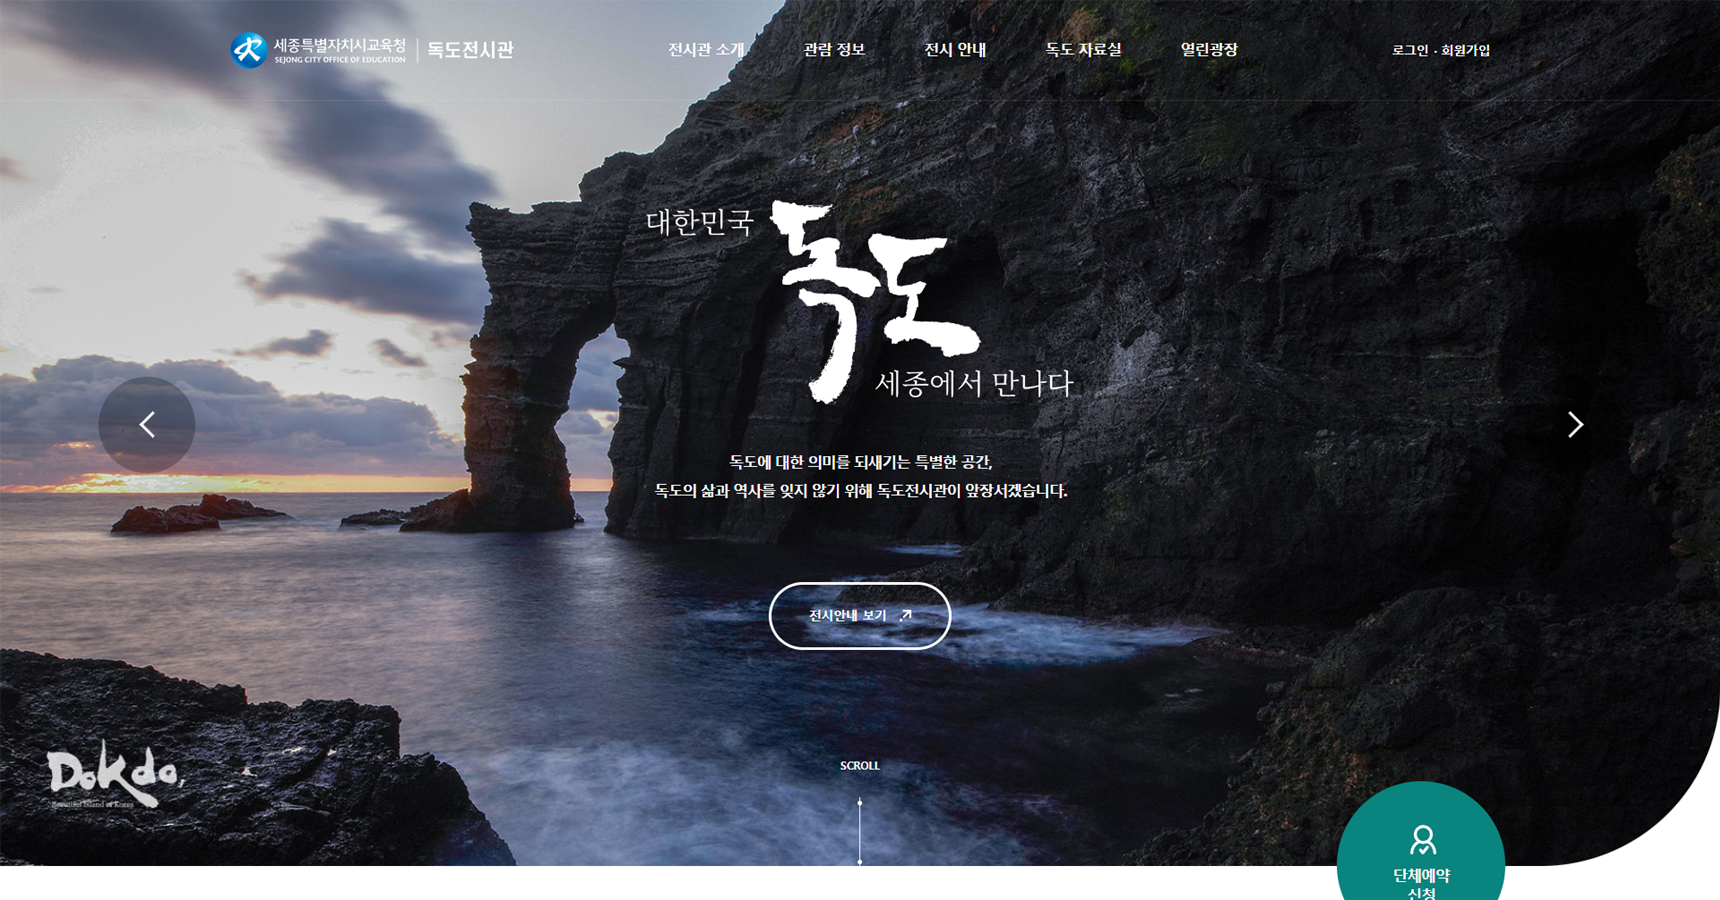 세종특별자치시교육청
SEJONG CITY OFFICE OF EDUCATION
독도전시관
전시관 소개
관람 정보
전시 안내
독도 자료실
열린광장
로그인 · 회원가입
대한민국 독도
세종에서 만나다
독도에 대한 의미를 되새기는 특별한 공간,
독도의 삶과 역사를 잊지 않기 위해 독도전시관이 앞장서겠습니다.
전시안내 보기
Dokdo,
Beautiful Island of Korea
SCROLL
단체예약
신청